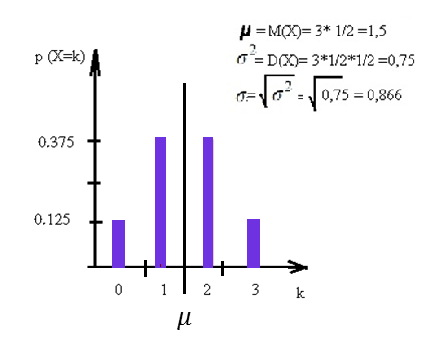 μ = M(X)= 3* 1/2 =1,5
σ² = D(X)= 3*1/2*1/2 =0,75
σ= √σ² = √0,75 = 0,866
p (X=k)
0.375
0.125
0 1 2 3 k
μ